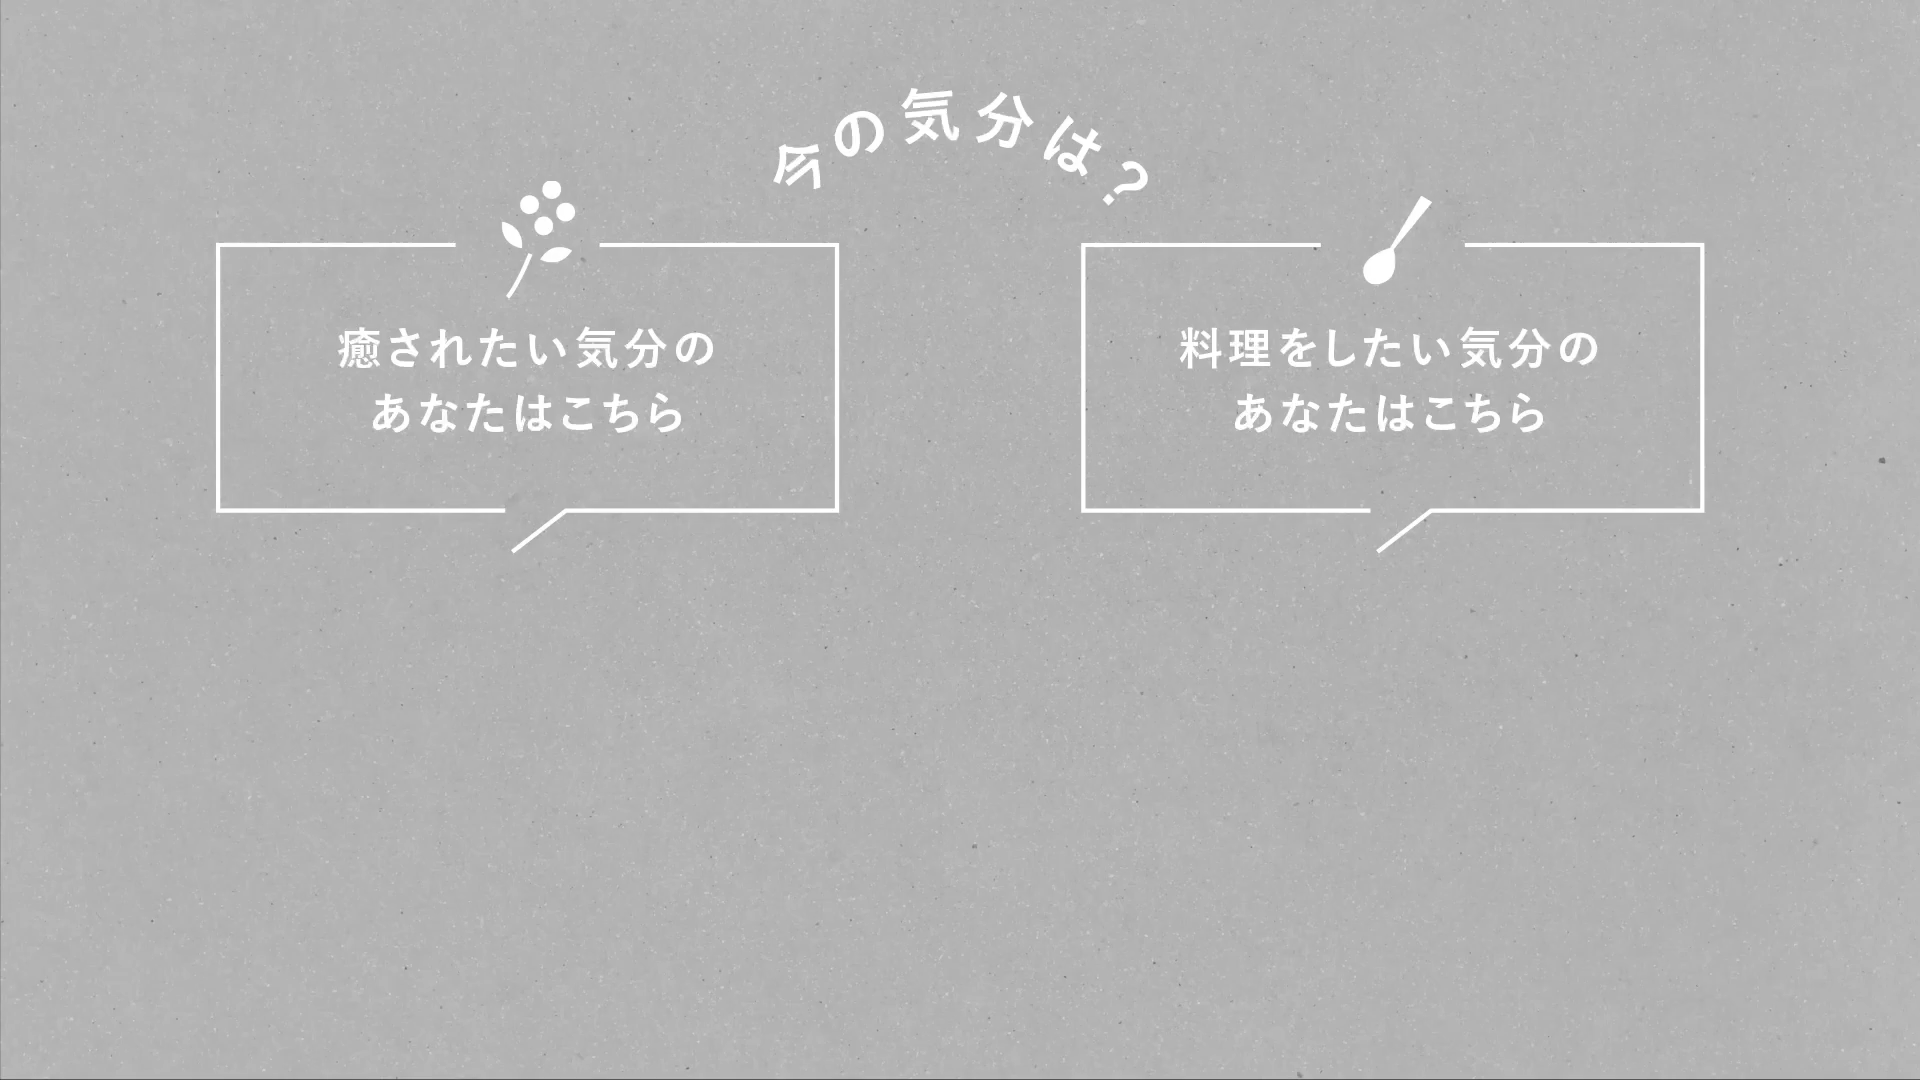 今の気分は?
癒されたい気分の
あなたはこちら
料理をしたい気分の
あなたはこちら